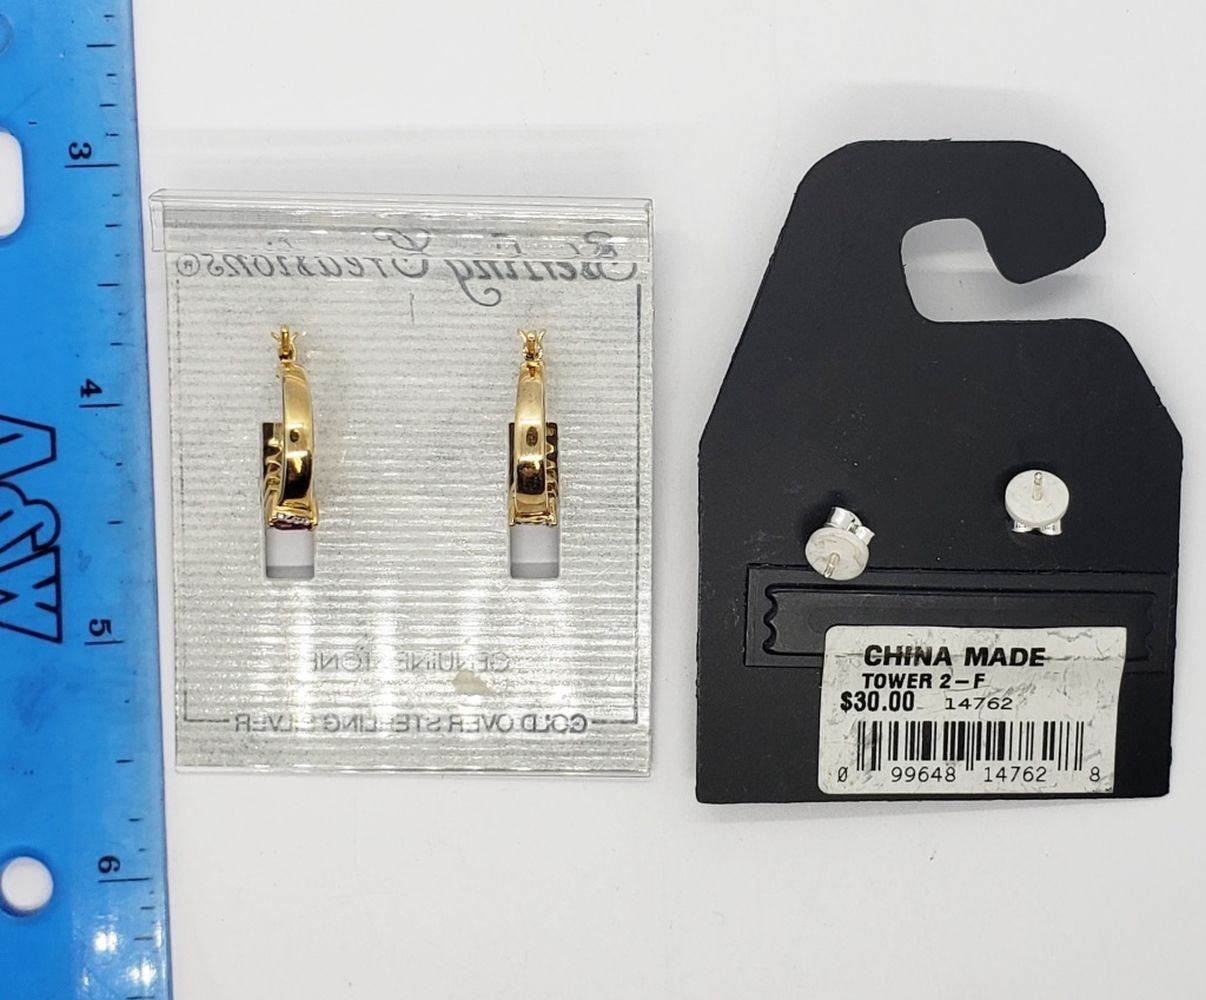 3
4
5
6
A&W
Sterling Creations®
GENUINE STONE
GOLD OVER STERLING SILVER
CHINA MADE
TOWER 2-F
$30.00 14762
0 99648 14762 8